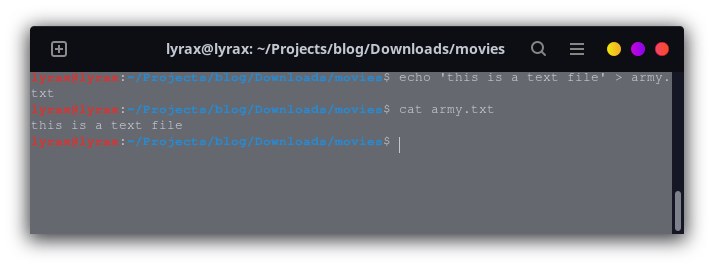 lyrax@lyrax: ~/Projects/blog/Downloads/movies
lyrax@lyrax:~/Projects/blog/Downloads/movies$ echo 'this is a text file' > army.
txt
lyrax@lyrax:~/Projects/blog/Downloads/movies$ cat army.txt
this is a text file
lyrax@lyrax:~/Projects/blog/Downloads/movies$